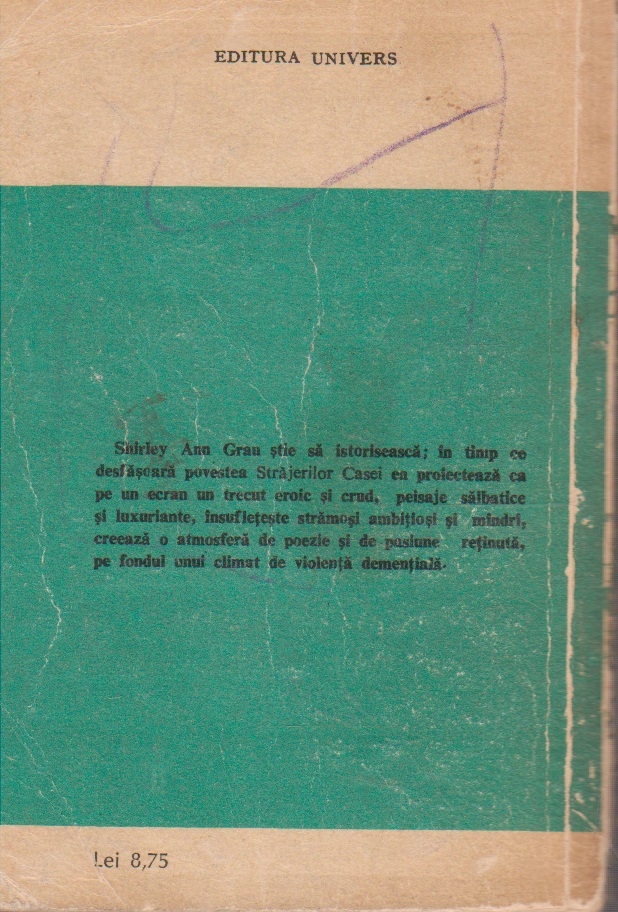 EDITURA UNIVERS
Shirley Ann Grau știe să istorisească; în timp ce
desfășoară povestea Străjerilor Casei ea proiectează ca
pe un ecran un trecut eroic și crud, peisaje sălbatice
și luxuriante, însuflețește strămoși ambițioși și mîndri,
creează o atmosferă de poezie și de pasiune reținută,
pe fondul unui climat de violență demențială.
Lei 8,75